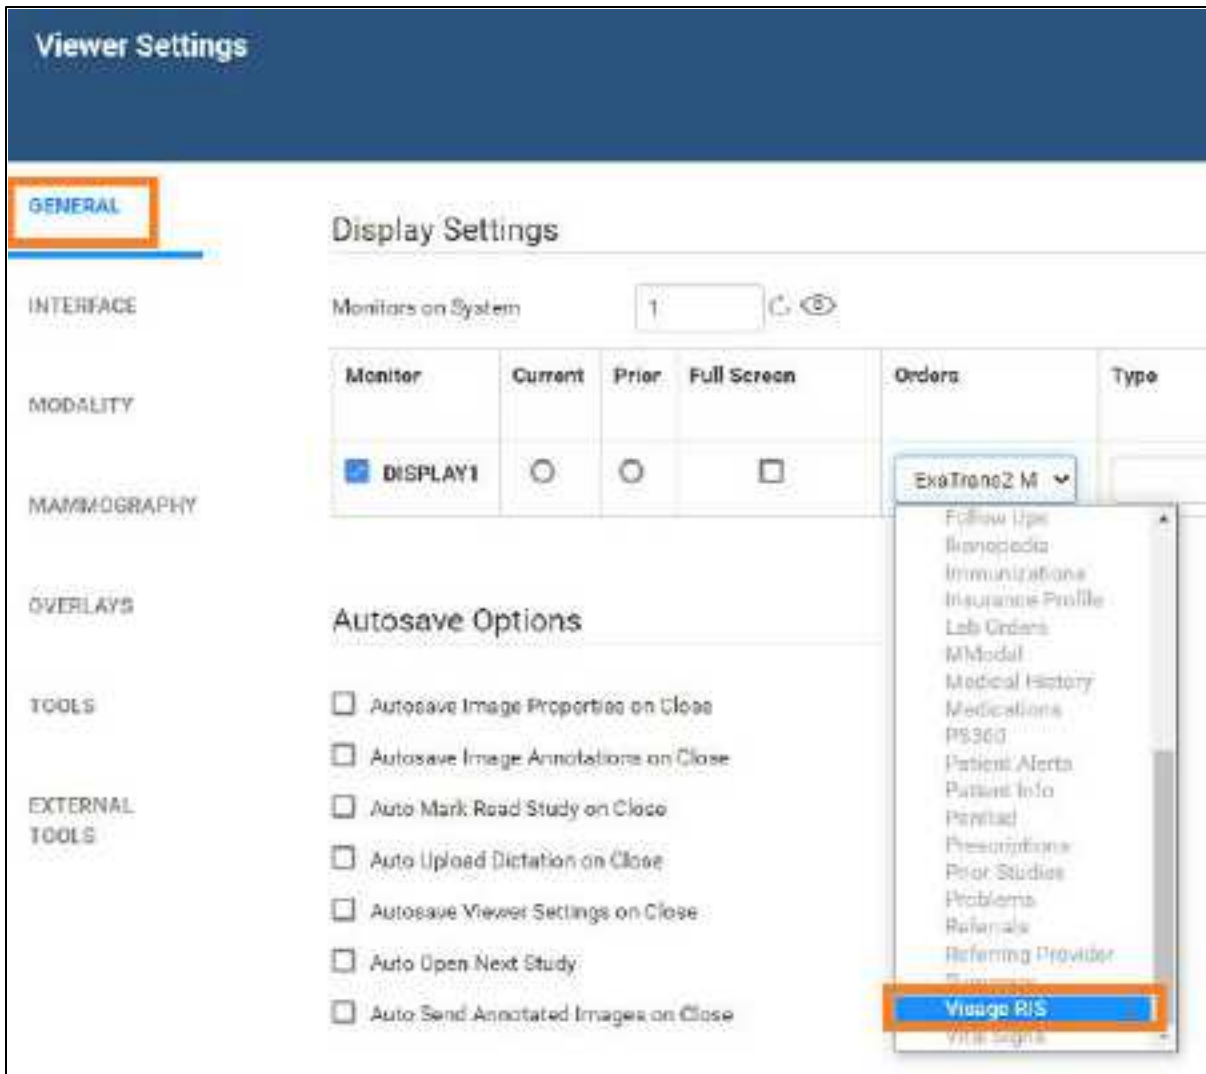 Viewer Settings
GENERAL
INTERFACE
MODALITY
MAMMOGRAPHY
OVERLAYS
TOOLS
EXTERNAL
TOOLS
Display Settings
Monitors on System 1
Monitor Current Prior Full Screen Orders Type
DISPLAY1 ExaTrans2 M
Follow Ups
Ikonopedia
Immunizations
Insurance Profile
Lab Orders
MModal
Medical History
Medications
PS360
Patient Alerts
Patient Info
PenRad
Prescriptions
Prior Studies
Problems
Referrals
Referring Provider
Visage RIS
Vital Signs
Autosave Options
Autosave Image Properties on Close
Autosave Image Annotations on Close
Auto Mark Read Study on Close
Auto Upload Dictation on Close
Autosave Viewer Settings on Close
Auto Open Next Study
Auto Send Annotated Images on Close